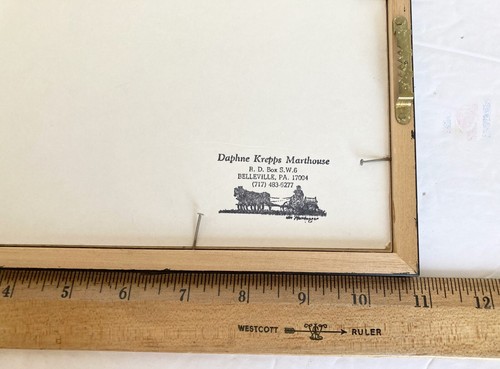 Daphne Krepps Marthouse
R. D. Box S.W.6
BELLEVILLE, PA. 17004
(717) 483-6277
4 5 6 7 8 9 10 11 12
WESTCOTT RULER